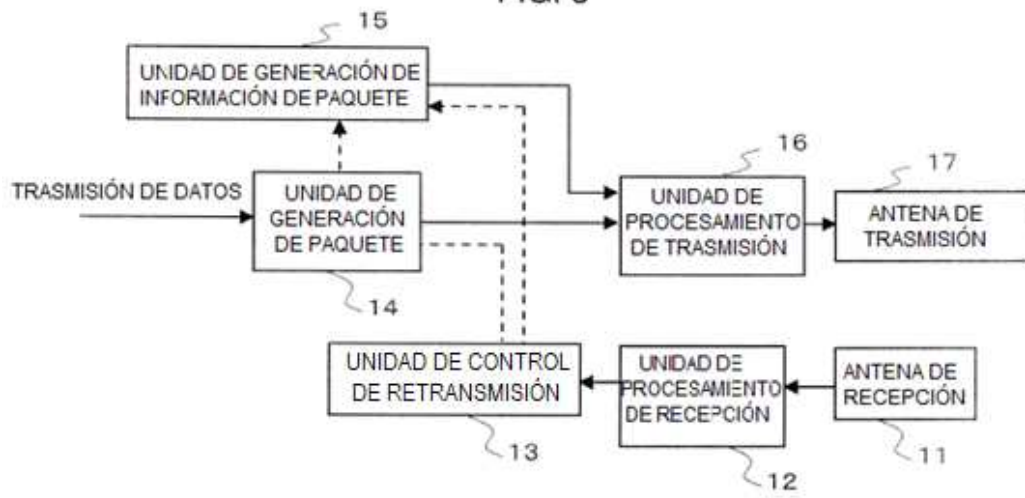 15
UNIDAD DE GENERACIÓN DE
INFORMACIÓN DE PAQUETE
TRASMISIÓN DE DATOS
UNIDAD DE
GENERACIÓN
DE PAQUETE
14
16
UNIDAD DE
PROCESAMIENTO
DE TRASMISIÓN
17
ANTENA DE
TRASMISIÓN
UNIDAD DE CONTROL
DE RETRANSMISIÓN
13
UNIDAD DE
PROCESAMIENTO
DE RECEPCIÓN
12
ANTENA DE
RECEPCIÓN
11